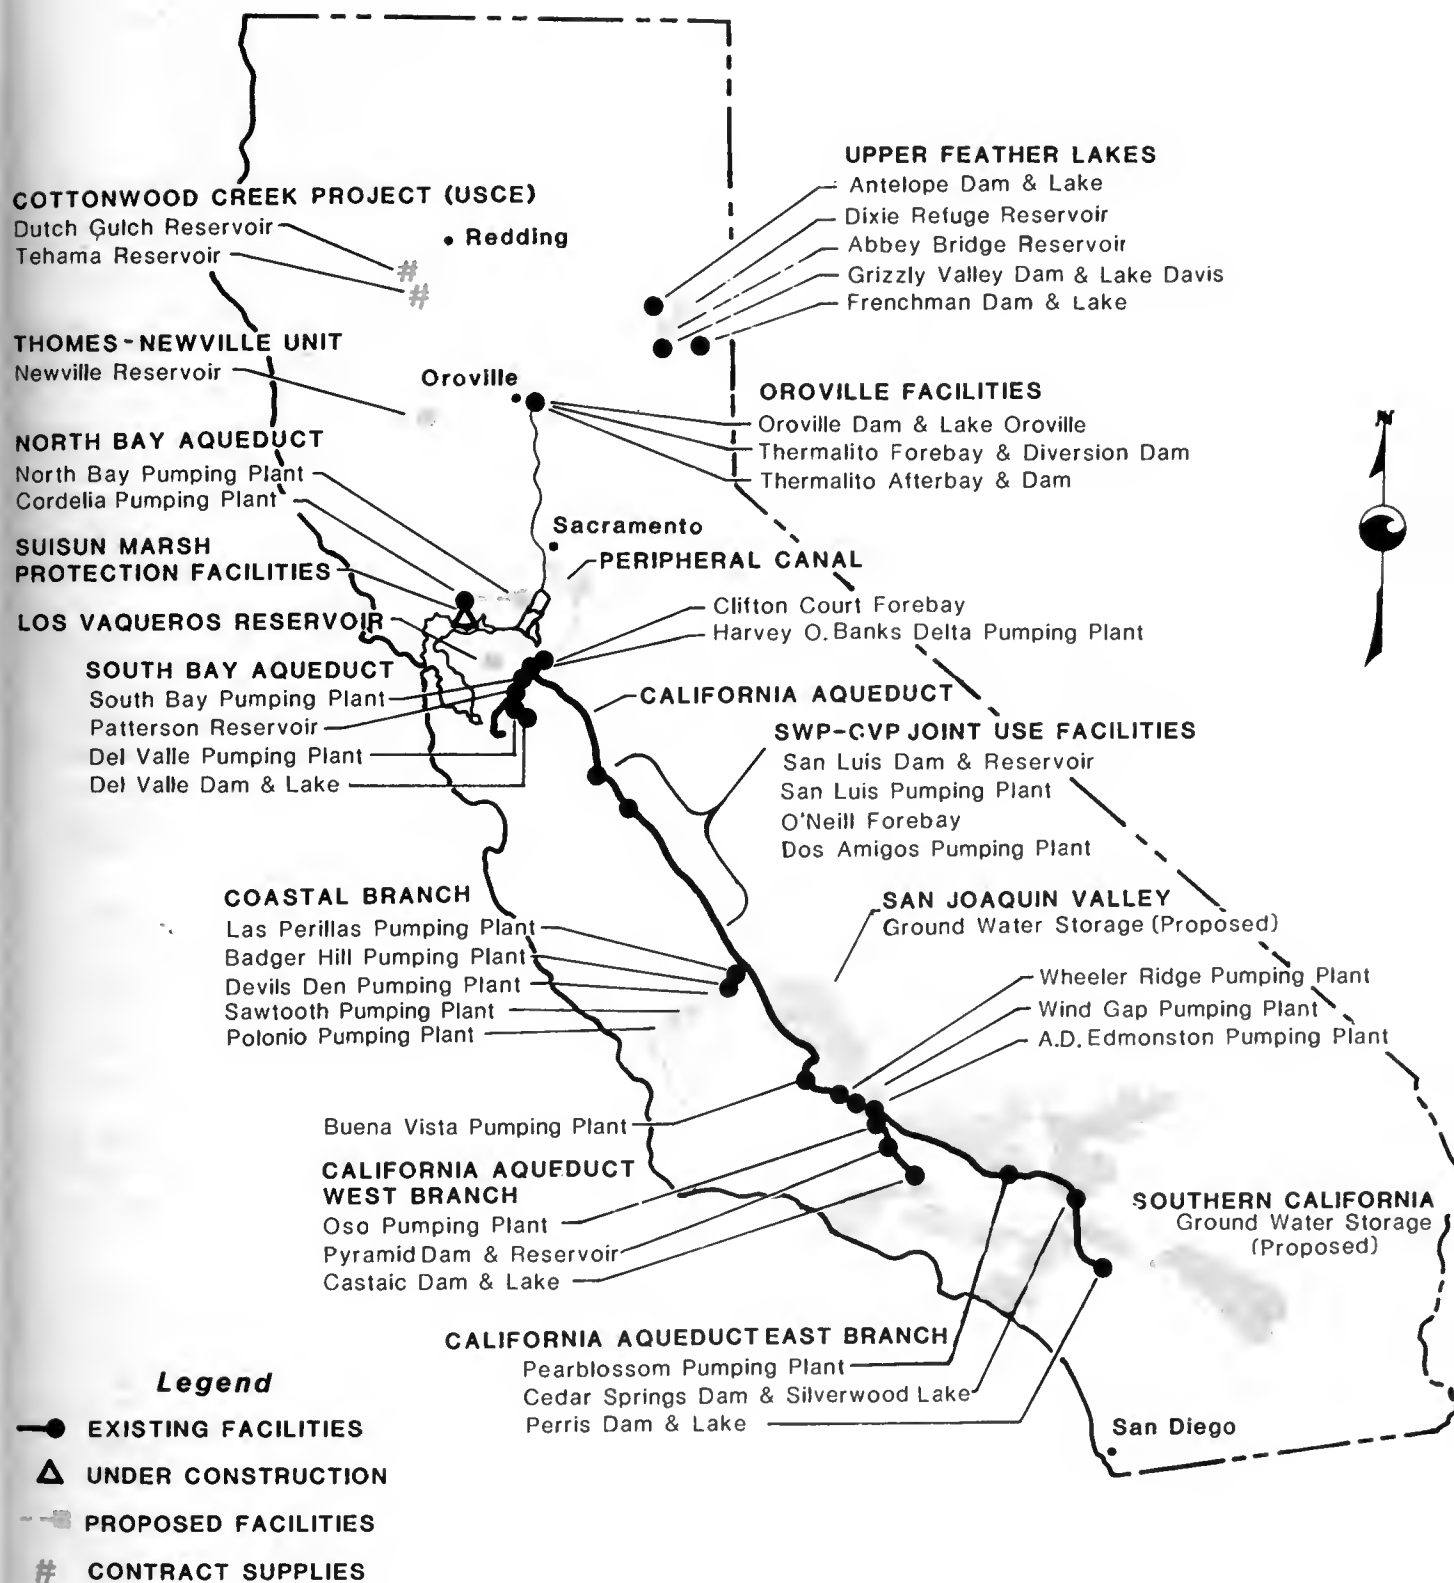 UPPER FEATHER LAKES
Antelope Dam & Lake
Dixie Refuge Reservoir
Abbey Bridge Reservoir
Grizzly Valley Dam & Lake Davis
Frenchman Dam & Lake
COTTONWOOD CREEK PROJECT (USCE)
Dutch Gulch Reservoir
Tehama Reservoir
Redding
THOMES-NEWVILLE UNIT
Newville Reservoir
Oroville
OROVILLE FACILITIES
Oroville Dam & Lake Oroville
Thermalito Forebay & Diversion Dam
Thermalito Afterbay & Dam
N
NORTH BAY AQUEDUCT
North Bay Pumping Plant
Cordelia Pumping Plant
Sacramento
SUISUN MARSH
PROTECTION FACILITIES
PERIPHERAL CANAL
LOS VAQUEROS RESERVOIR
Clifton Court Forebay
Harvey O. Banks Delta Pumping Plant
SOUTH BAY AQUEDUCT
South Bay Pumping Plant
Patterson Reservoir
Del Valle Pumping Plant
Del Valle Dam & Lake
CALIFORNIA AQUEDUCT
SWP-CVP JOINT USE FACILITIES
San Luis Dam & Reservoir
San Luis Pumping Plant
O'Neill Forebay
Dos Amigos Pumping Plant
COASTAL BRANCH
Las Perillas Pumping Plant
Badger Hill Pumping Plant
Devils Den Pumping Plant
Sawtooth Pumping Plant
Polonio Pumping Plant
SAN JOAQUIN VALLEY
Ground Water Storage (Proposed)
Wheeler Ridge Pumping Plant
Wind Gap Pumping Plant
A.D. Edmonston Pumping Plant
Buena Vista Pumping Plant
CALIFORNIA AQUEDUCT
WEST BRANCH
Oso Pumping Plant
Pyramid Dam & Reservoir
Castaic Dam & Lake
SOUTHERN CALIFORNIA
Ground Water Storage
(Proposed)
CALIFORNIA AQUEDUCT EAST BRANCH
Pearblossom Pumping Plant
Cedar Springs Dam & Silverwood Lake
Perris Dam & Lake
San Diego
Legend
EXISTING FACILITIES
UNDER CONSTRUCTION
PROPOSED FACILITIES
# CONTRACT SUPPLIES